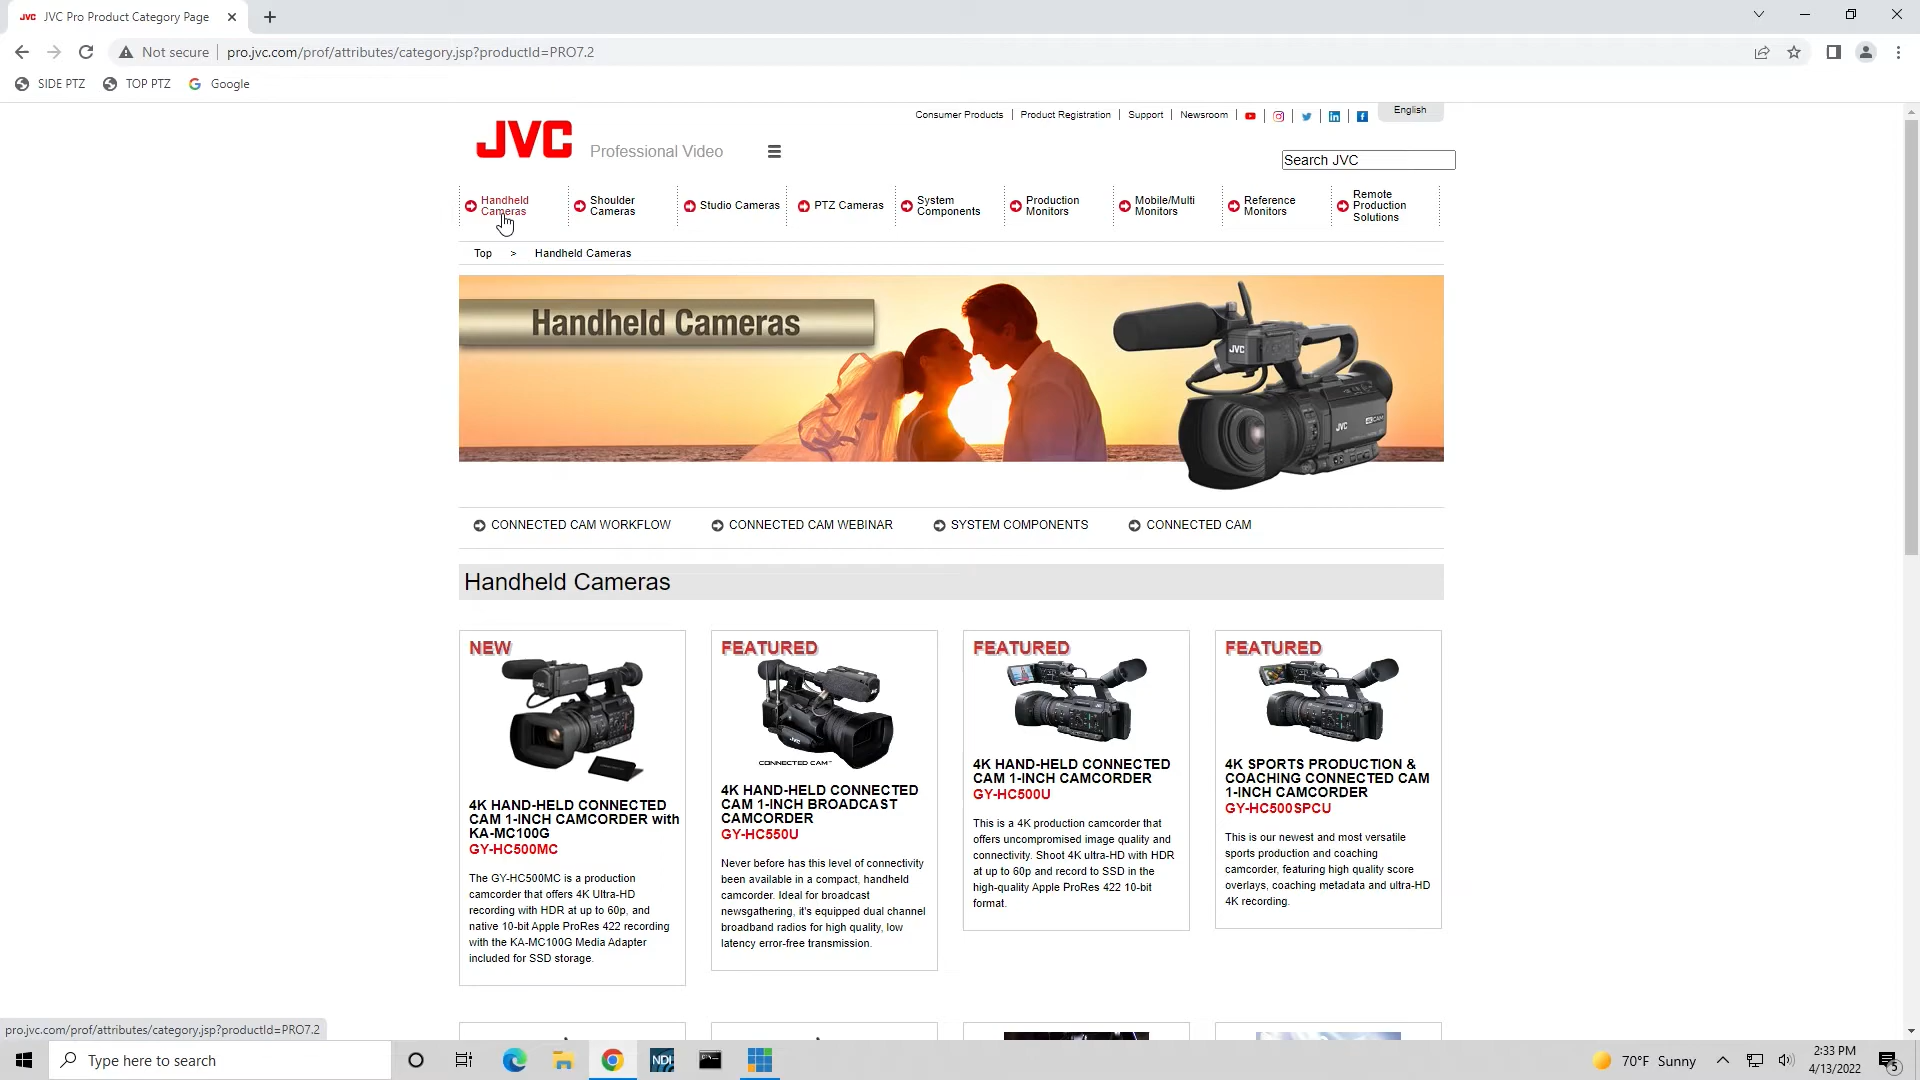 JVC JVC Pro Product Category Page
Not secure pro.jvc.com/prof/attributes/category.jsp?productId=PRO7.2
SIDE PTZ TOP PTZ Google
Consumer Products Product Registration Support Newsroom English
JVC Professional Video
Search JVC
Handheld Cameras
Shoulder Cameras
Studio Cameras
PTZ Cameras
System Components
Production Monitors
Mobile/Multi Monitors
Reference Monitors
Remote Production Solutions
Top > Handheld Cameras
Handheld Cameras
JVC
JVC 4KCAM
CONNECTED CAM WORKFLOW CONNECTED CAM WEBINAR SYSTEM COMPONENTS CONNECTED CAM
Handheld Cameras
NEW
4K HAND-HELD CONNECTED
CAM 1-INCH CAMCORDER with
KA-MC100G
GY-HC500MC
The GY-HC500MC is a production
camcorder that offers 4K Ultra-HD
recording with HDR at up to 60p, and
native 10-bit Apple ProRes 422 recording
with the KA-MC100G Media Adapter
included for SSD storage.
FEATURED
JVC
CONNECTED CAM™
4K HAND-HELD CONNECTED
CAM 1-INCH BROADCAST
CAMCORDER
GY-HC550U
Never before has this level of connectivity
been available in a compact, handheld
camcorder. Ideal for broadcast
newsgathering, it's equipped dual channel
broadband radios for high quality, low
latency error-free transmission.
FEATURED
4K HAND-HELD CONNECTED
CAM 1-INCH CAMCORDER
GY-HC500U
This is a 4K production camcorder that
offers uncompromised image quality and
connectivity. Shoot 4K ultra-HD with HDR
at up to 60p and record to SSD in the
high-quality Apple ProRes 422 10-bit
format.
FEATURED
4K SPORTS PRODUCTION &
COACHING CONNECTED CAM
1-INCH CAMCORDER
GY-HC500SPCU
This is our newest and most versatile
sports production and coaching
camcorder, featuring high quality score
overlays, coaching metadata and ultra-HD
4K recording.
pro.jvc.com/prof/attributes/category.jsp?productId=PRO7.2
Type here to search
NDI
70°F Sunny
2:33 PM
4/13/2022
5